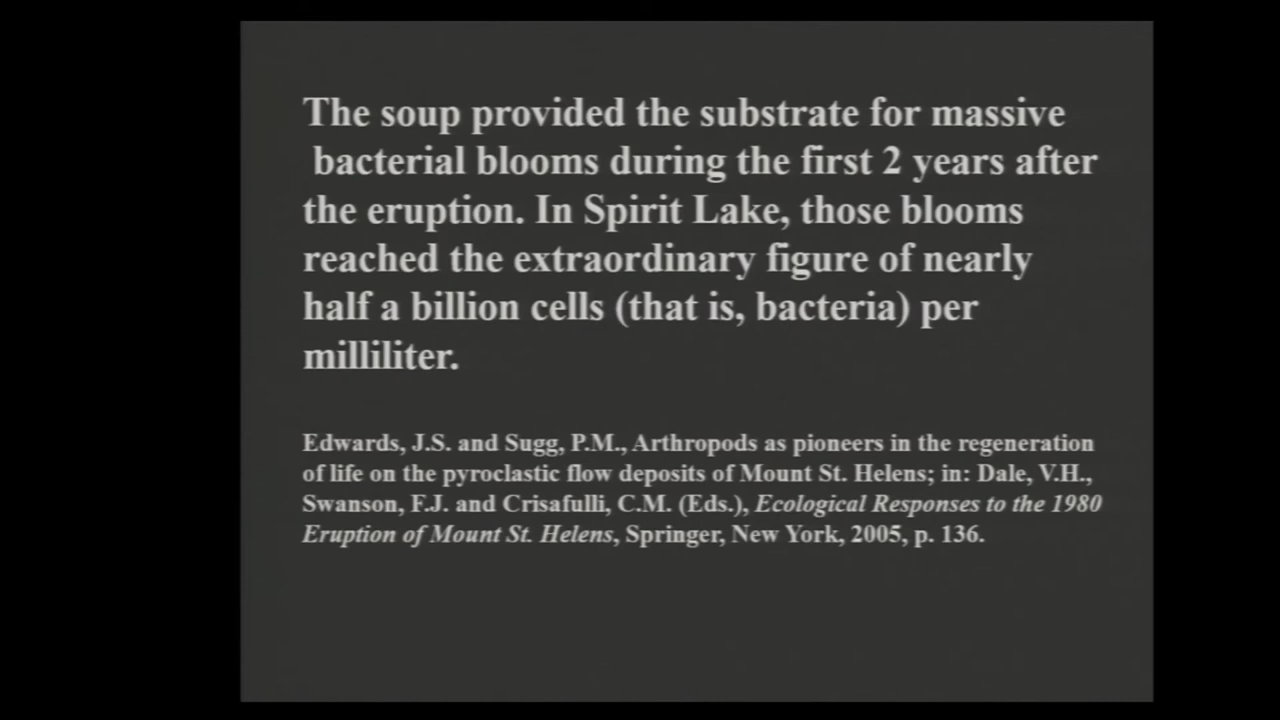 The soup provided the substrate for massive
bacterial blooms during the first 2 years after
the eruption. In Spirit Lake, those blooms
reached the extraordinary figure of nearly
half a billion cells (that is, bacteria) per
milliliter.
Edwards, J.S. and Sugg, P.M., Arthropods as pioneers in the regeneration
of life on the pyroclastic flow deposits of Mount St. Helens; in: Dale, V.H.,
Swanson, F.J. and Crisafulli, C.M. (Eds.), Ecological Responses to the 1980
Eruption of Mount St. Helens, Springer, New York, 2005, p. 136.